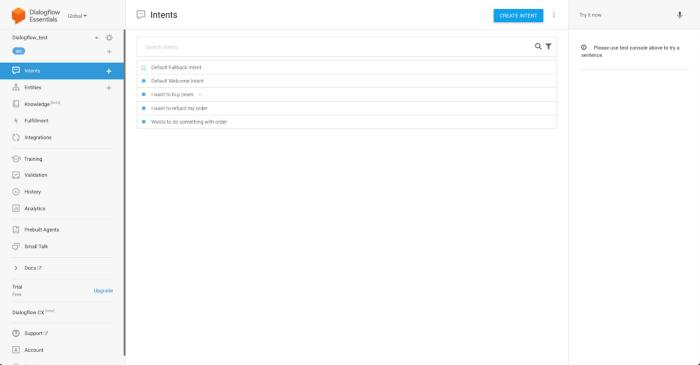 Dialogflow
Essentials
Global
Intents
CREATE INTENT
Try it now
Dialogflow_test
en
Search intents
Please use test console above to try a
sentence.
Intents
Entities
Knowledge [beta]
Fulfillment
Integrations
Training
Validation
History
Analytics
Prebuilt Agents
Small Talk
Docs
Trial
Free
Upgrade
Dialogflow CX [new]
Support
Account
Default Fallback Intent
Default Welcome Intent
I want to buy
I want to refund my order
Wants to do something with order